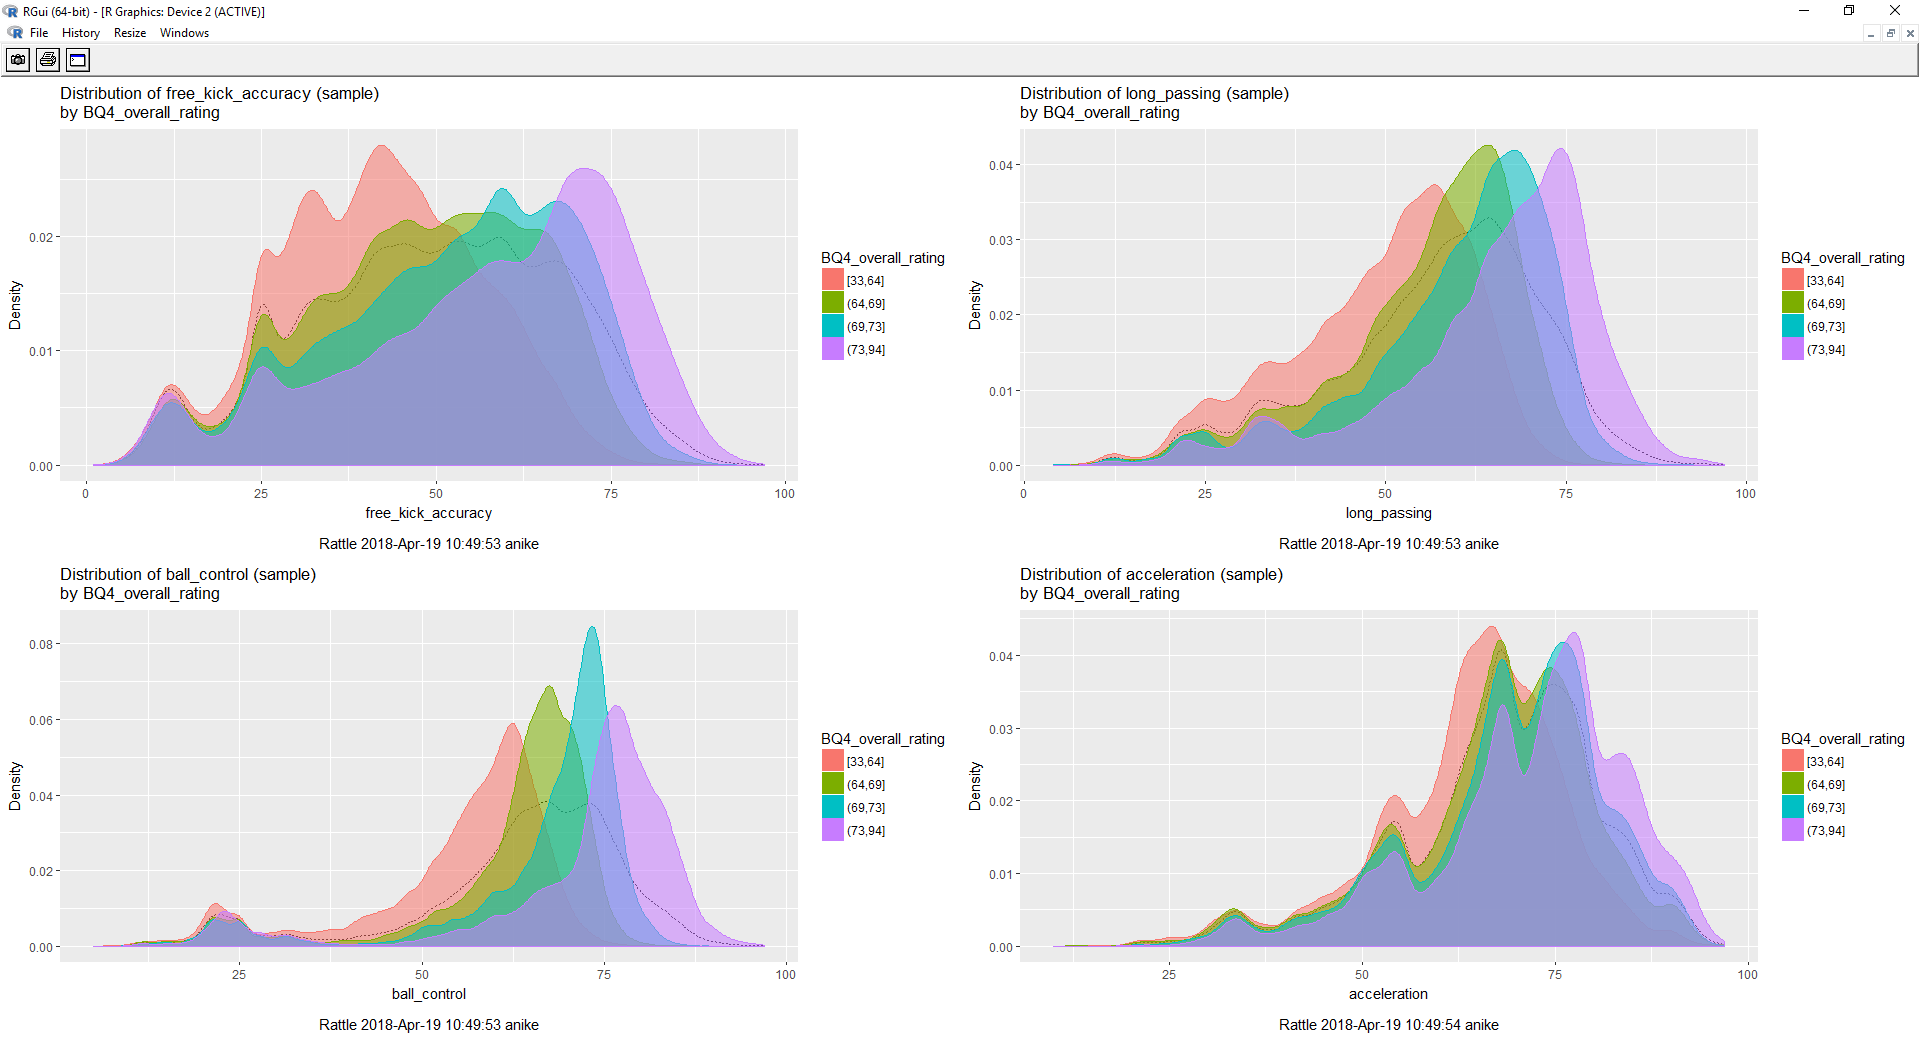 RGui (64-bit) - [R Graphics: Device 2 (ACTIVE)]
File History Resize Windows
Distribution of free_kick_accuracy (sample)
by BQ4_overall_rating
Density
0.02
0.01
0.00
0 25 50 75 100
free_kick_accuracy
Rattle 2018-Apr-19 10:49:53 anike
BQ4_overall_rating
[33,64]
(64,69]
(69,73]
(73,94]
Distribution of long_passing (sample)
by BQ4_overall_rating
Density
0.04
0.03
0.02
0.01
0.00
0 25 50 75 100
long_passing
Rattle 2018-Apr-19 10:49:53 anike
BQ4_overall_rating
[33,64]
(64,69]
(69,73]
(73,94]
Distribution of ball_control (sample)
by BQ4_overall_rating
Density
0.08
0.06
0.04
0.02
0.00
25 50 75 100
ball_control
Rattle 2018-Apr-19 10:49:53 anike
BQ4_overall_rating
[33,64]
(64,69]
(69,73]
(73,94]
Distribution of acceleration (sample)
by BQ4_overall_rating
Density
0.04
0.03
0.02
0.01
0.00
25 50 75 100
acceleration
Rattle 2018-Apr-19 10:49:54 anike
BQ4_overall_rating
[33,64]
(64,69]
(69,73]
(73,94]